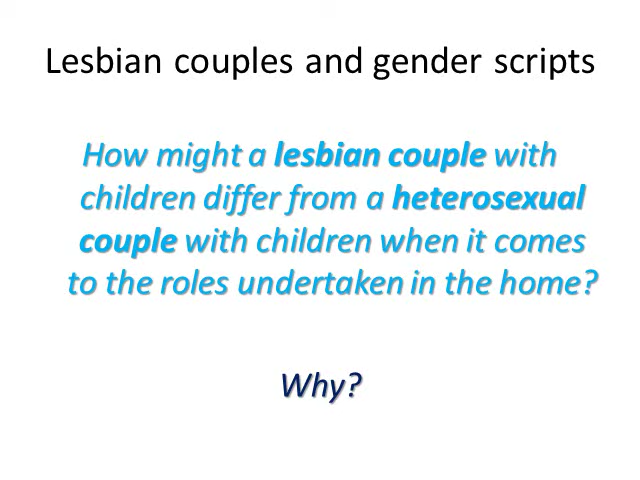 Lesbian couples and gender scripts
How might a lesbian couple with
children differ from a heterosexual
couple with children when it comes
to the roles undertaken in the home?
Why?